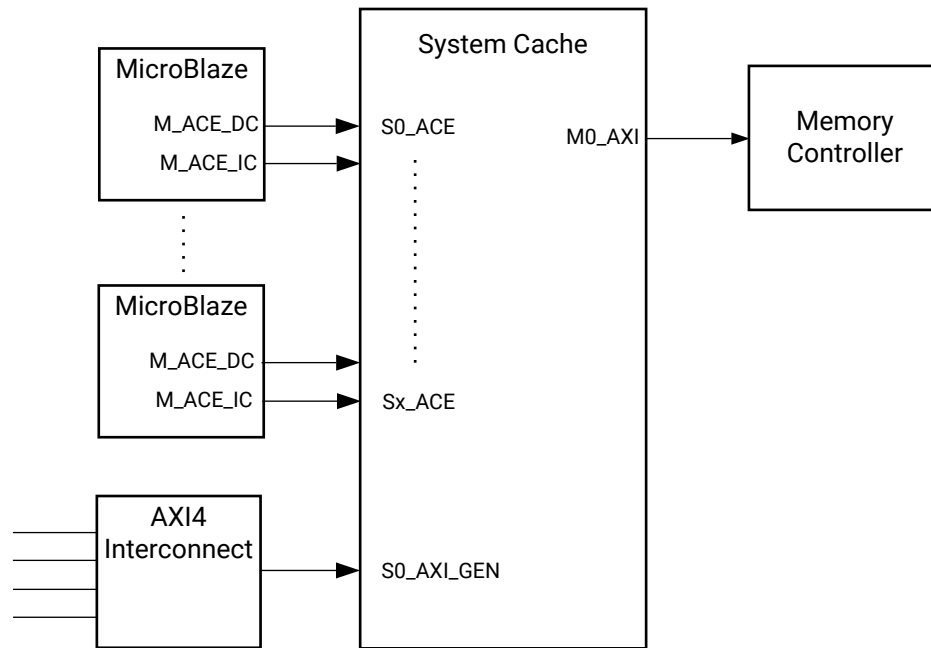 MicroBlaze
M_ACE_DC
M_ACE_IC
MicroBlaze
M_ACE_DC
M_ACE_IC
AXI4
Interconnect
System Cache
S0_ACE
M0_AXI
Sx_ACE
S0_AXI_GEN
Memory
Controller